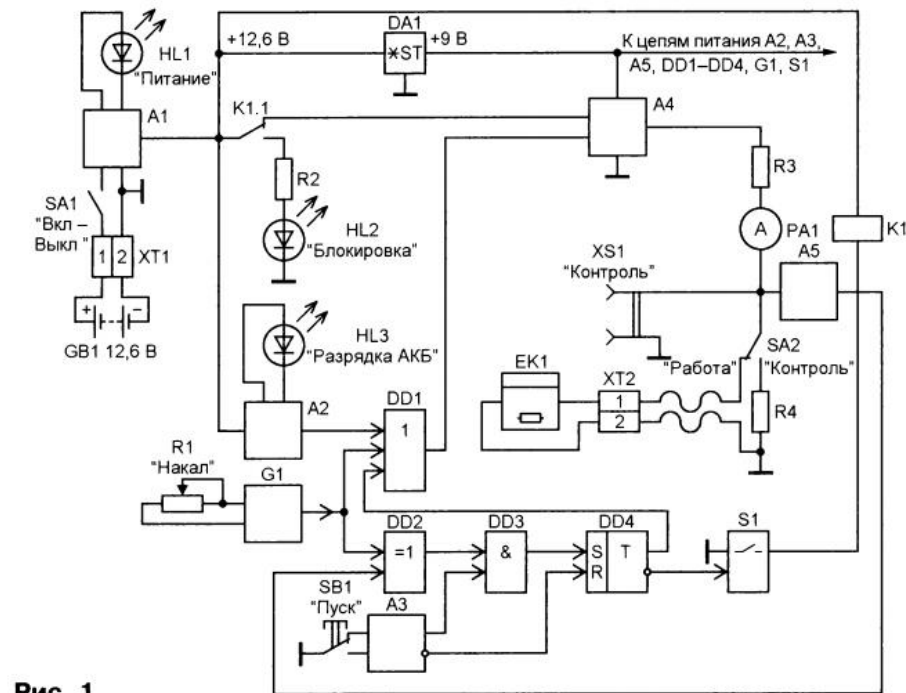 DA1
+12,6 В
✳ST
+9 В
К цепям питания А2, А3,
А5, DD1–DD4, G1, S1
HL1
"Питание"
A1
K1.1
A4
R2
R3
SA1
"Вкл –
Выкл "
1 2
XT1
HL2
"Блокировка"
A
PA1
K1
XS1
"Контроль"
A5
+
–
GB1 12,6 В
HL3
"Разрядка АКБ"
SA2
"Работа"
"Контроль"
EK1
XT2
1
2
R4
A2
DD1
1
R1
"Накал"
G1
DD2
=1
DD3
&
DD4
S T
R
S1
SB1
"Пуск"
A3
Рис. 1